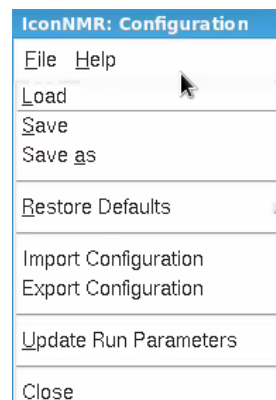 IconNMR: Configuration
File Help
Load
Save
Save as
Restore Defaults
Import Configuration
Export Configuration
Update Run Parameters
Close